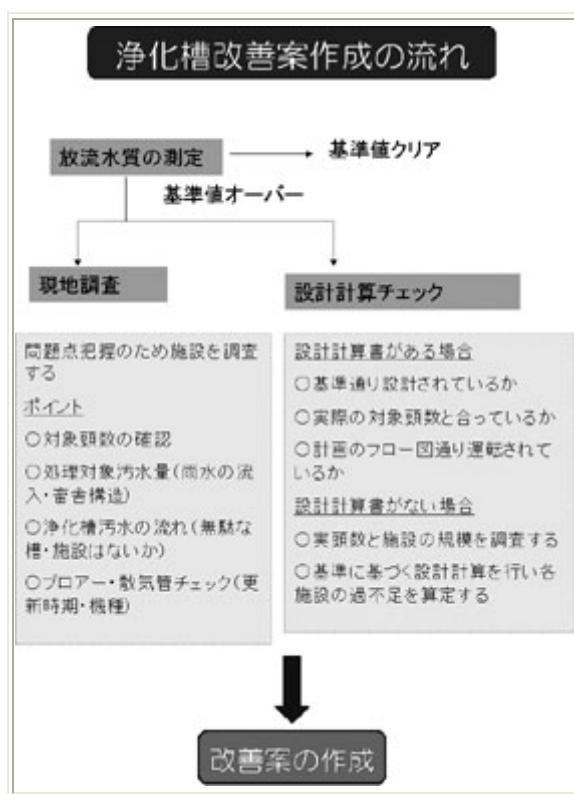 浄化槽改善案作成の流れ
放流水質の測定
基準値クリア
基準値オーバー
現地調査
設計計算チェック
問題点把握のため施設を調査
する
ポイント
○対象頭数の確認
○処理対象汚水量(雨水の流
入・畜舎構造)
○浄化槽汚水の流れ(無駄な
槽・施設はないか)
○ブロアー・散気管チェック(更
新時期・機種)
設計計算書がある場合
○基準通り設計されているか
○実際の対象頭数と合っているか
○計画のフロー図通り運転されて
いるか
設計計算書がない場合
○実頭数と施設の規模を調査する
○基準に基づく設計計算を行い各
施設の過不足を算定する
改善案の作成